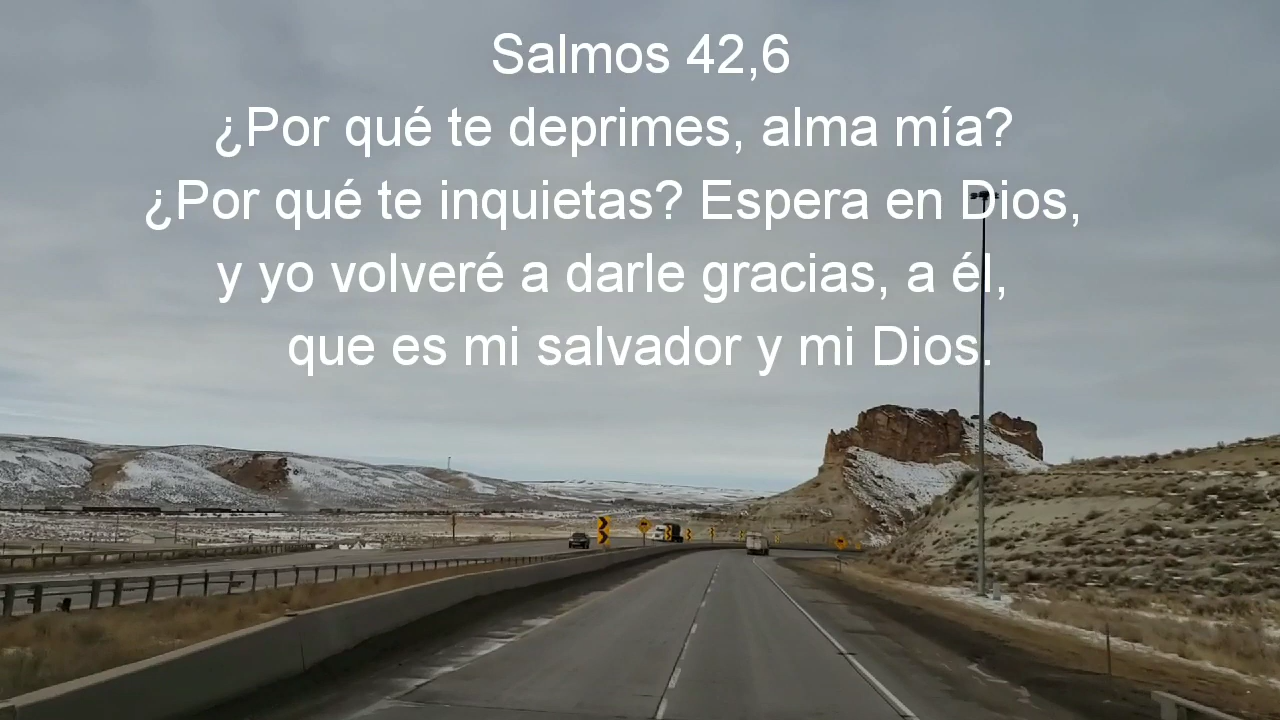 Salmos 42,6
¿Por qué te deprimes, alma mía?
¿Por qué te inquietas? Espera en Dios,
y yo volveré a darle gracias, a él,
que es mi salvador y mi Dios.